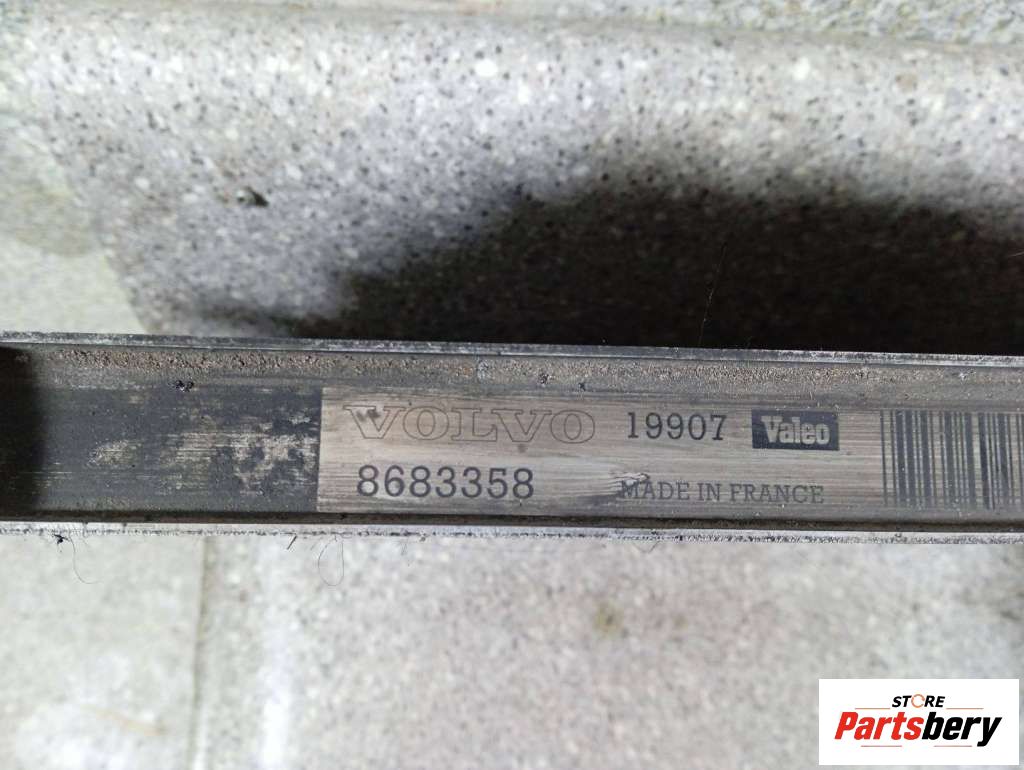 VOLVO 19907 Valeo
8683358 MADE IN FRANCE
STORE
Partsbery